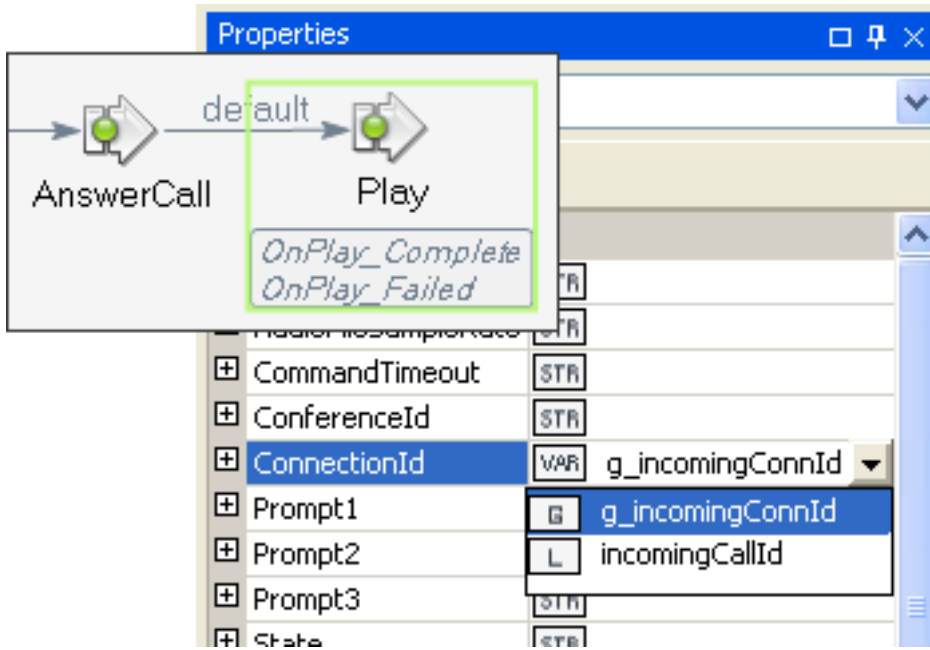 Properties
default
AnswerCall
Play
OnPlay_Complete
OnPlay_Failed
STR
CommandTimeout STR
ConferenceId STR
ConnectionId VAR g_incomingConnId
G g_incomingConnId
L incomingCallId
Prompt1
Prompt2
Prompt3 STR
State STR